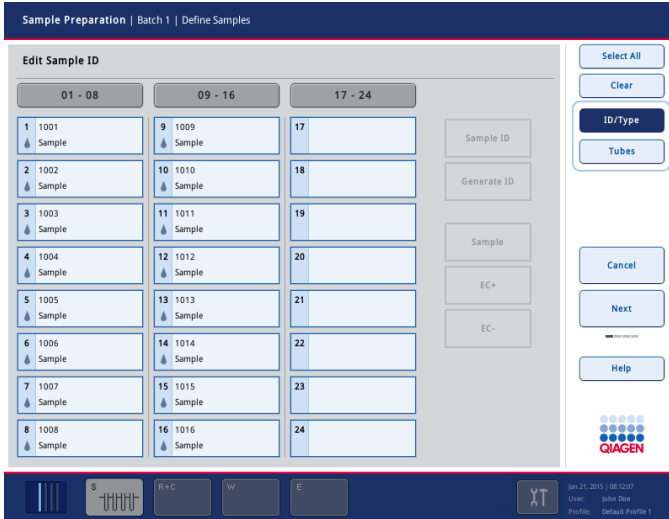 Sample Preparation | Batch 1 | Define Samples
Edit Sample ID
01 - 08
09 - 16
17 - 24
1 1001
Sample
2 1002
Sample
3 1003
Sample
4 1004
Sample
5 1005
Sample
6 1006
Sample
7 1007
Sample
8 1008
Sample
9 1009
Sample
10 1010
Sample
11 1011
Sample
12 1012
Sample
13 1013
Sample
14 1014
Sample
15 1015
Sample
16 1016
Sample
17
18
19
20
21
22
23
24
Sample ID
Generate ID
Sample
EC+
EC-
Select All
Clear
ID/Type
Tubes
Cancel
Next
Help
QIAGEN
S
R+C
W
E
Jan 21, 2015 | 08:12:07
User: John Doe
Profile: Default Profile 1